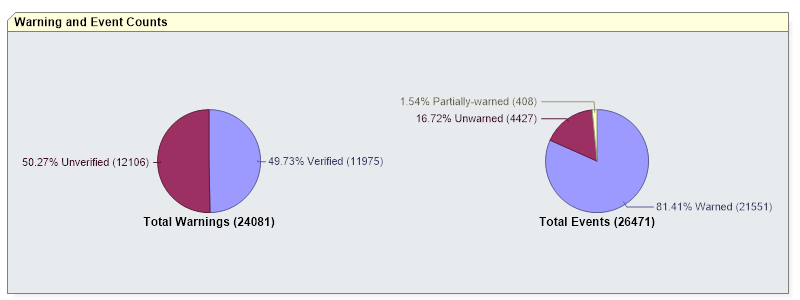 Warning and Event Counts
50.27% Unverified (12106)
49.73% Verified (11975)
Total Warnings (24081)
1.54% Partially-warned (408)
16.72% Unwarned (4427)
81.41% Warned (21551)
Total Events (26471)